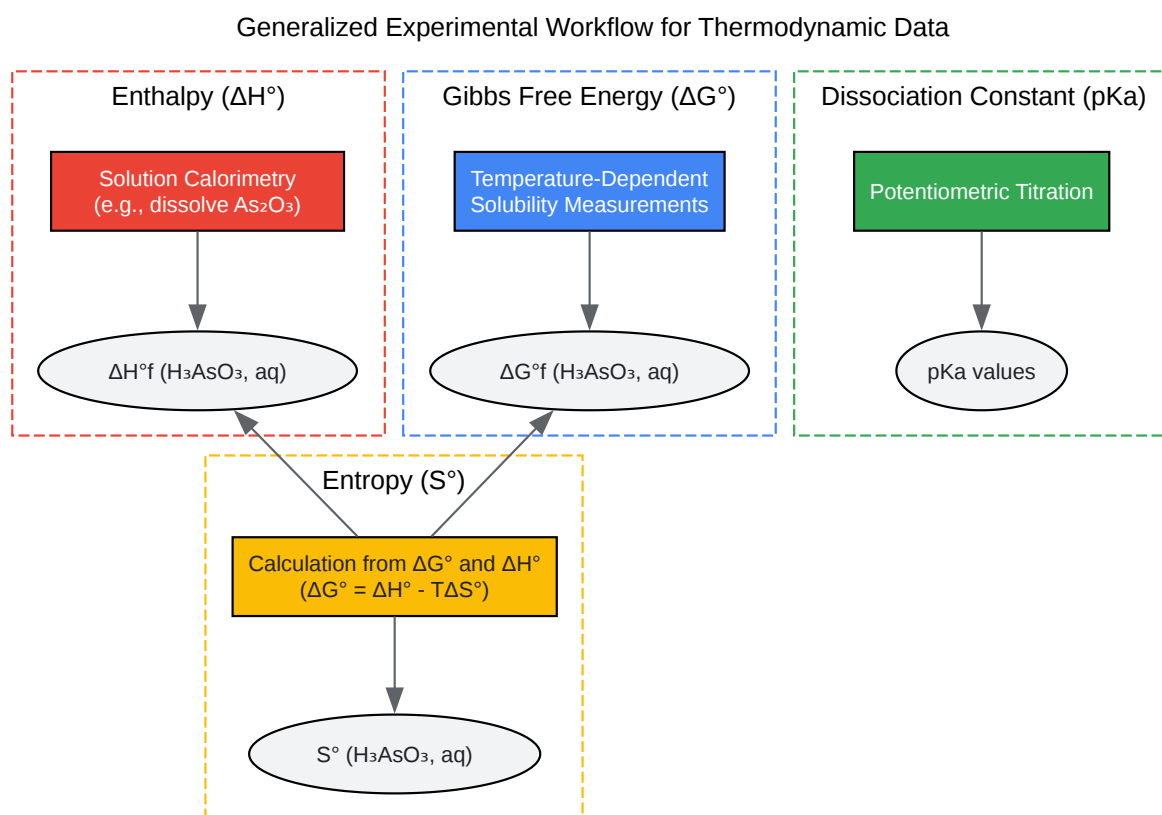 Generalized Experimental Workflow for Thermodynamic Data
Enthalpy (ΔH°)
Solution Calorimetry
(e.g., dissolve As₂O₃)
ΔH°f (H₃AsO₃, aq)
Gibbs Free Energy (ΔG°)
Temperature-Dependent
Solubility Measurements
ΔG°f (H₃AsO₃, aq)
Dissociation Constant (pKa)
Potentiometric Titration
pKa values
Entropy (S°)
Calculation from ΔG° and ΔH°
(ΔG° = ΔH° - TΔS°)
S° (H₃AsO₃, aq)